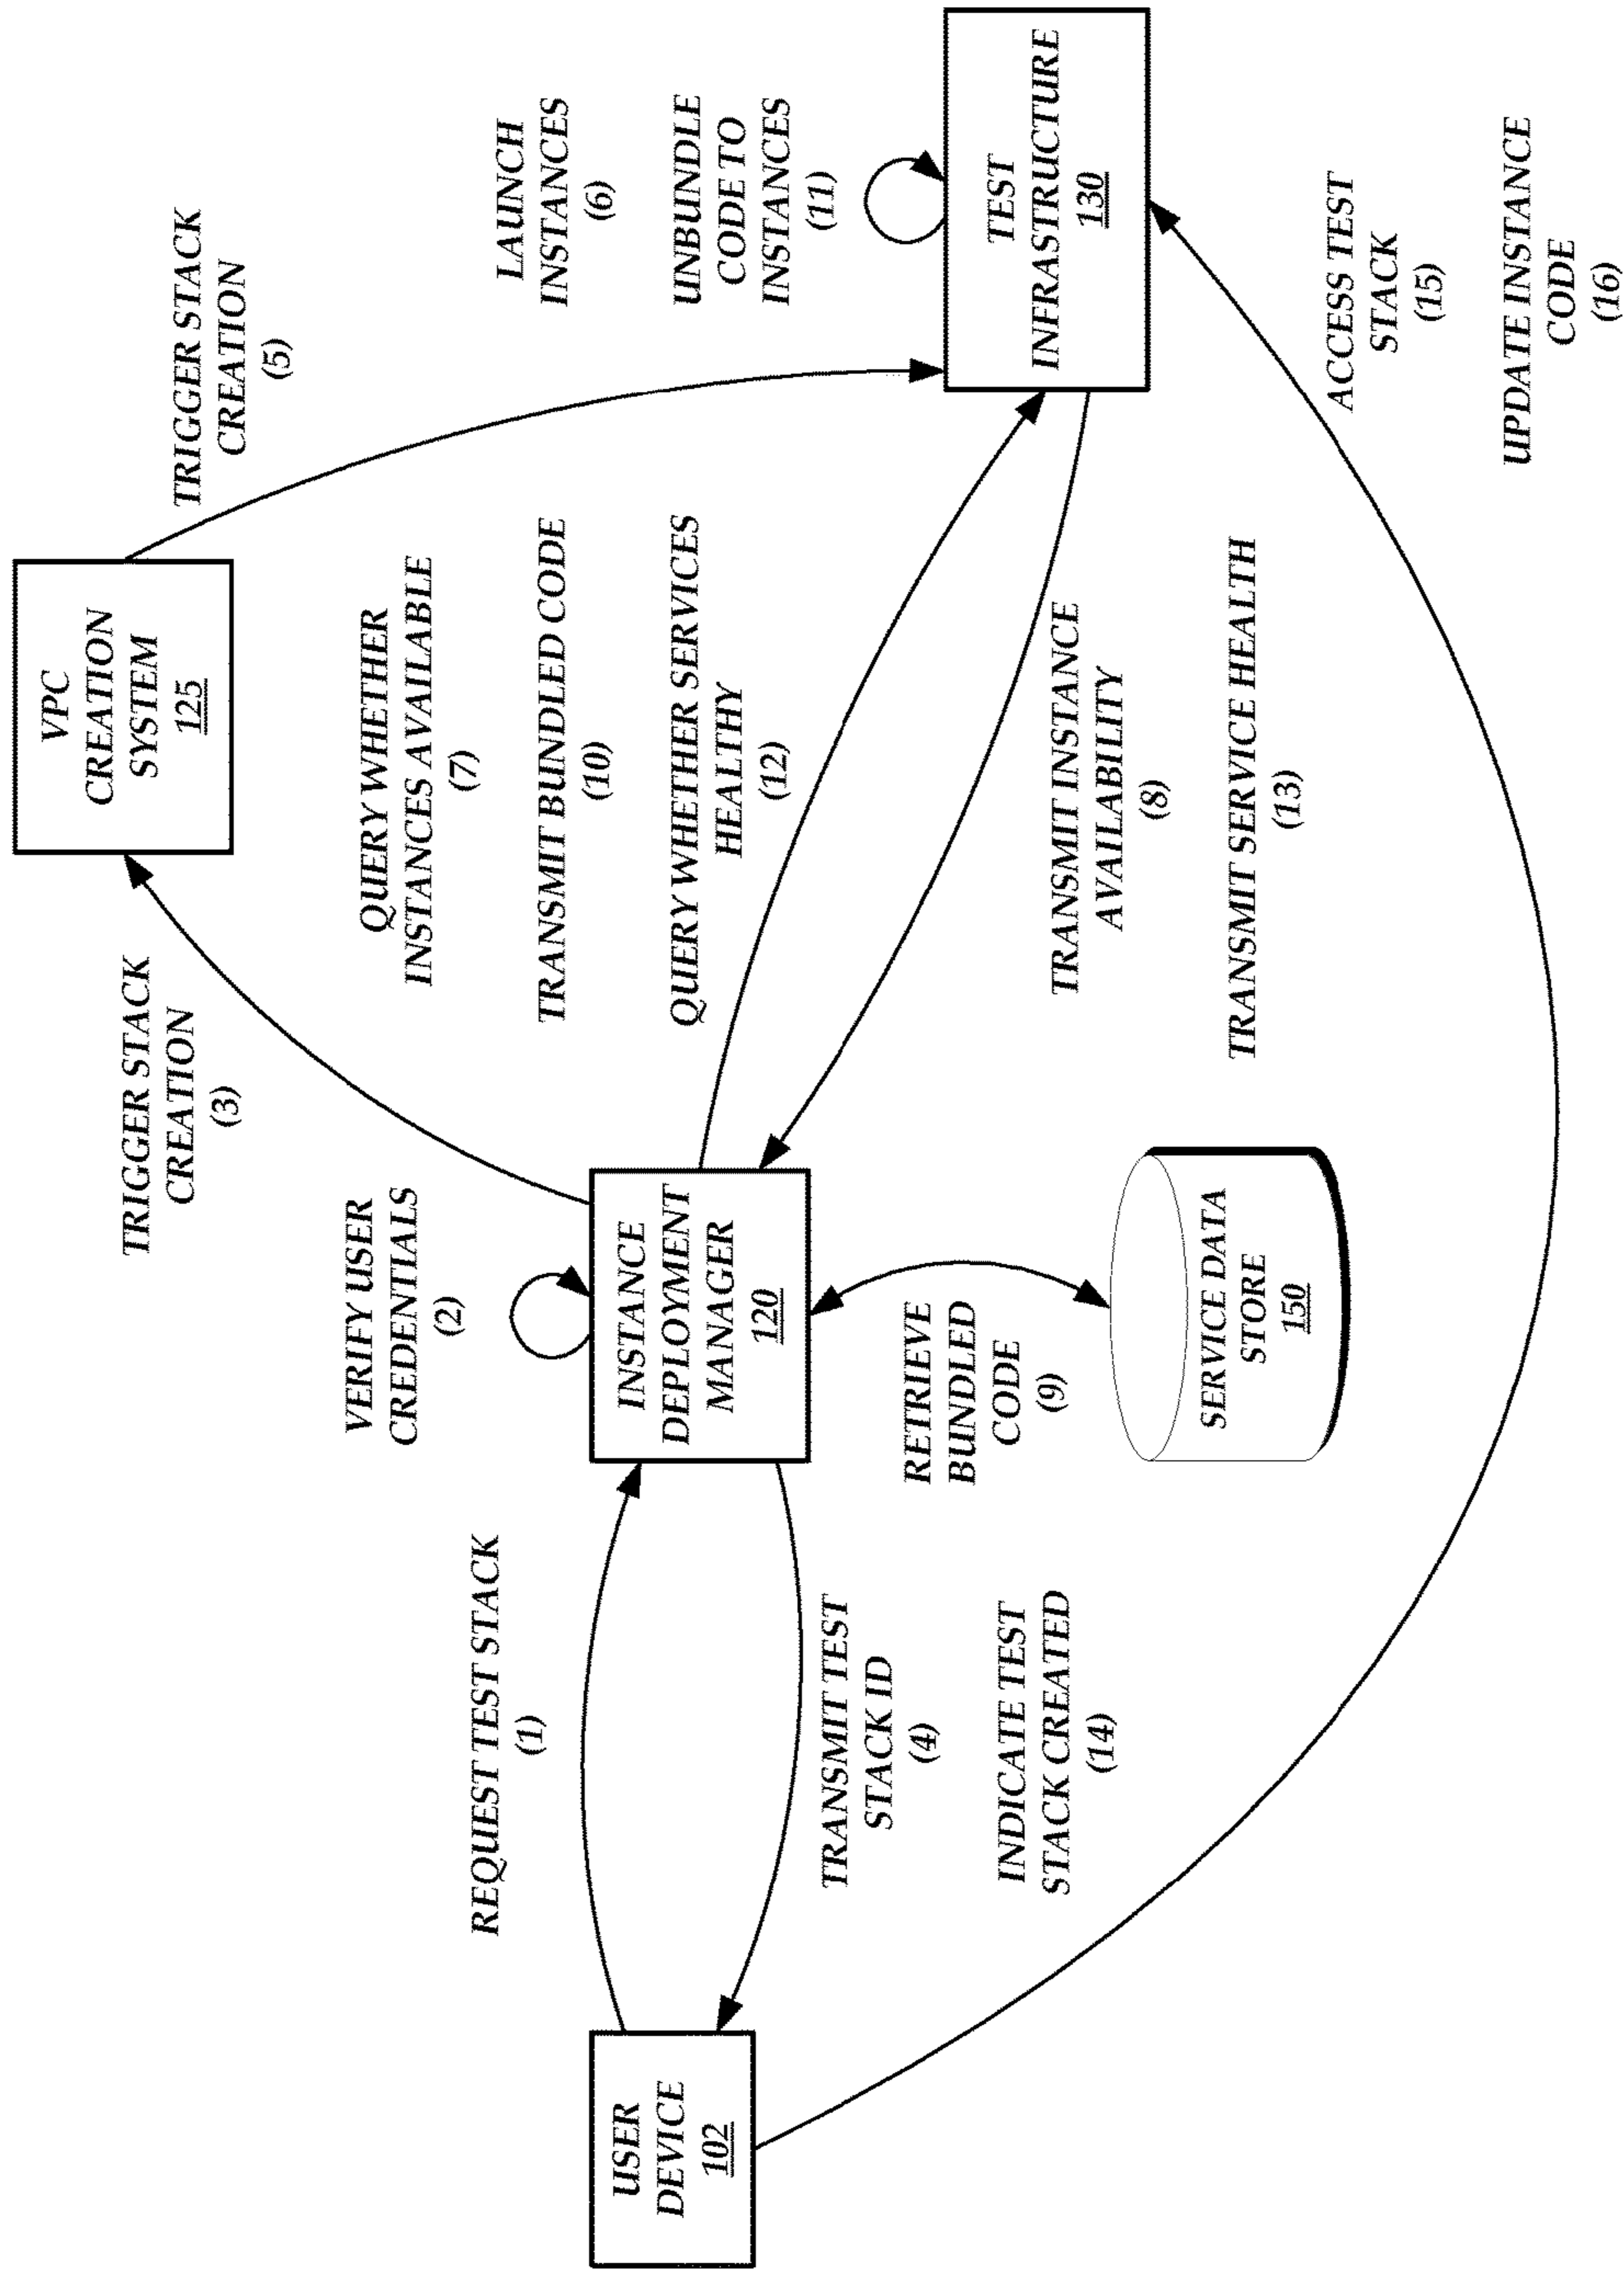 USER
DEVICE
102
REQUEST TEST STACK
(1)
TRANSMIT TEST
STACK ID
(4)
INDICATE TEST
STACK CREATED
(14)
VERIFY USER
CREDENTIALS
(2)
INSTANCE
DEPLOYMENT
MANAGER
120
RETRIEVE
BUNDLED
CODE
(9)
SERVICE DATA
STORE
150
TRIGGER STACK
CREATION
(3)
VPC
CREATION
SYSTEM
125
TRIGGER STACK
CREATION
(5)
QUERY WHETHER
INSTANCES AVAILABLE
(7)
TRANSMIT BUNDLED CODE
(10)
QUERY WHETHER SERVICES
HEALTHY
(12)
TRANSMIT INSTANCE
AVAILABILITY
(8)
TRANSMIT SERVICE HEALTH
(13)
LAUNCH
INSTANCES
(6)
UNBUNDLE
CODE TO
INSTANCES
(11)
TEST
INFRASTRUCTURE
130
ACCESS TEST
STACK
(15)
UPDATE INSTANCE
CODE
(16)